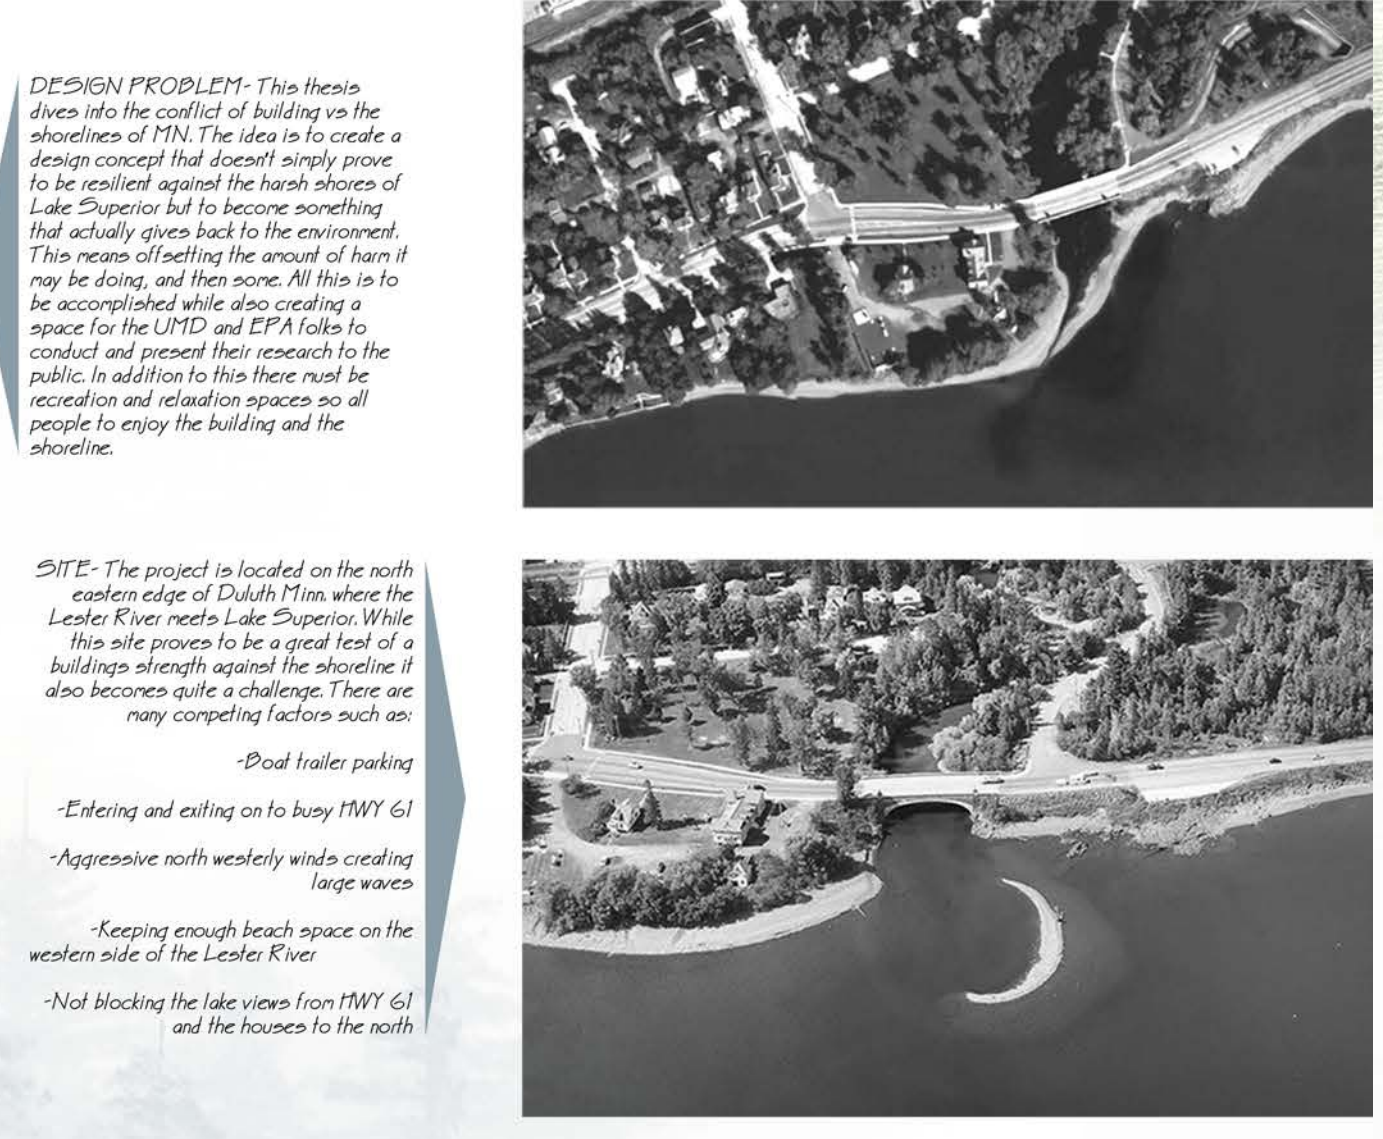 DESIGN PROBLEM- This thesis
dives into the conflict of building vs the
shorelines of MN. The idea is to create a
design concept that doesn't simply prove
to be resilient against the harsh shores of
Lake Superior but to become something
that actually gives back to the environment.
This means offsetting the amount of harm it
may be doing, and then some. All this is to
be accomplished while also creating a
space for the UMD and EPA folks to
conduct and present their research to the
public. In addition to this there must be
recreation and relaxation spaces so all
people to enjoy the building and the
shoreline.
SITE- The project is located on the north
eastern edge of Duluth Minn. where the
Lester River meets Lake Superior. While
this site proves to be a great test of a
buildings strength against the shoreline it
also becomes quite a challenge. There are
many competing factors such as:
-Boat trailer parking
-Entering and exiting on to busy HWY 61
-Aggressive north westerly winds creating
large waves
-Keeping enough beach space on the
western side of the Lester River
-Not blocking the lake views from HWY 61
and the houses to the north